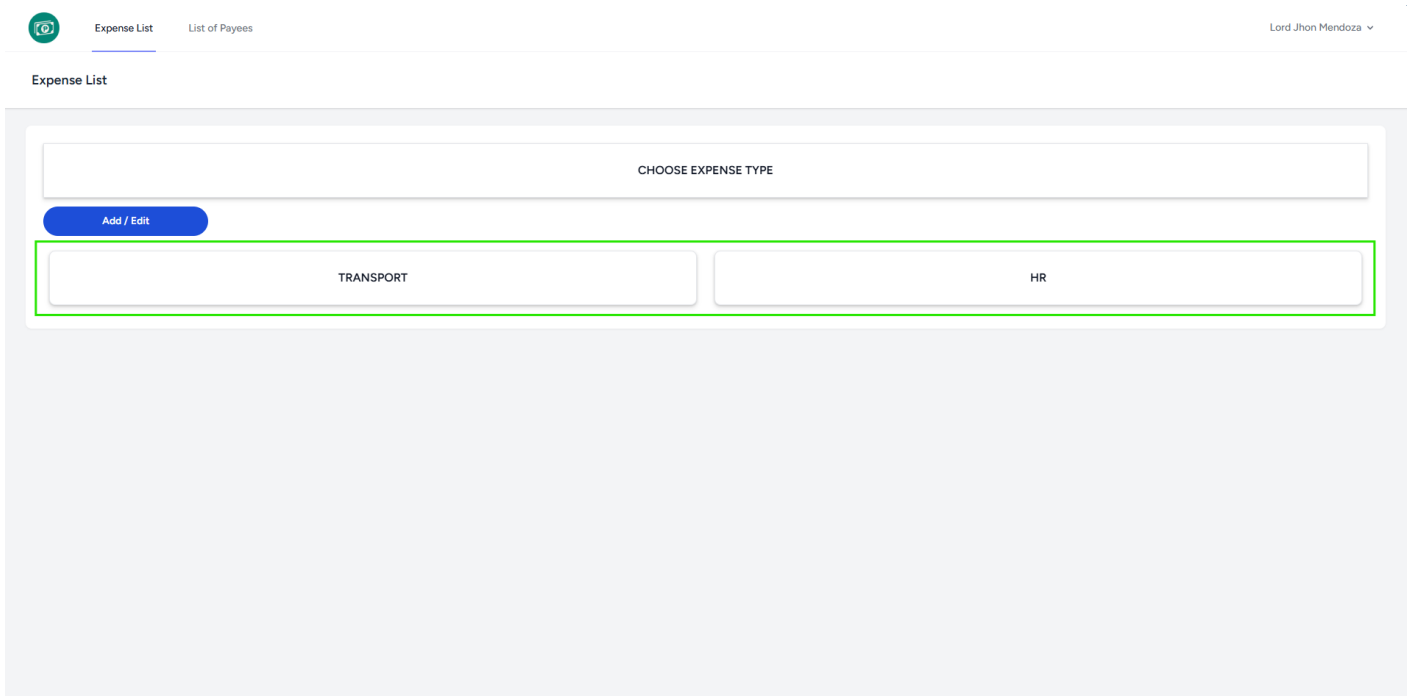 Expense List List of Payees Lord Jhon Mendoza
Expense List
CHOOSE EXPENSE TYPE
Add / Edit
TRANSPORT HR